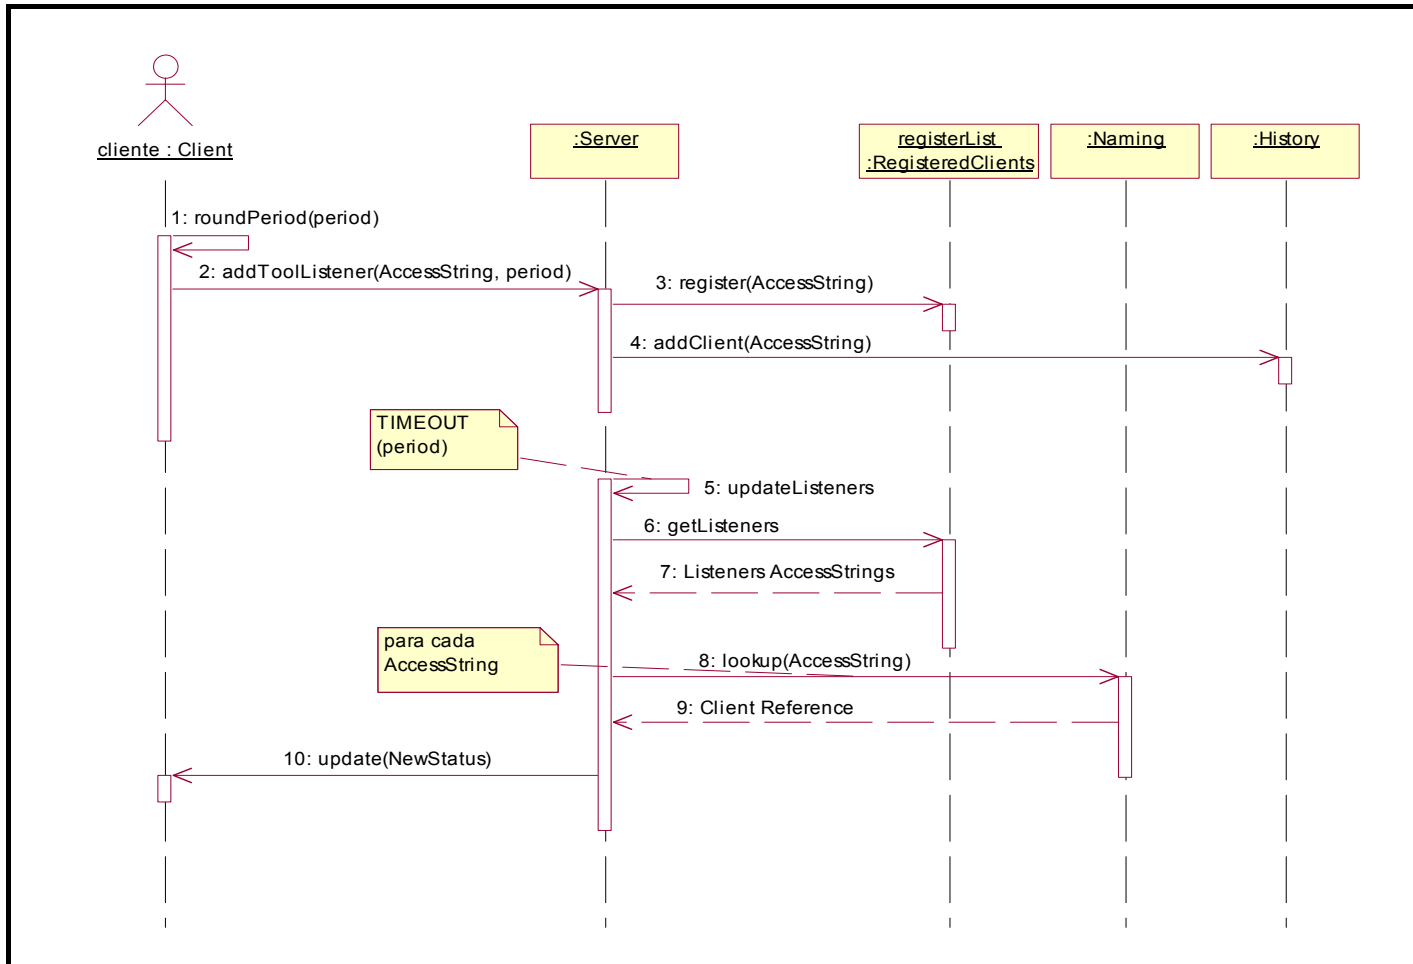 cliente : Client
:Server
registerList
:RegisteredClients
:Naming
:History
1: roundPeriod(period)
2: addToolListener(AccessString, period)
3: register(AccessString)
4: addClient(AccessString)
TIMEOUT
(period)
5: updateListeners
6: getListeners
7: Listeners AccessStrings
para cada
AccessString
8: lookup(AccessString)
9: Client Reference
10: update(NewStatus)